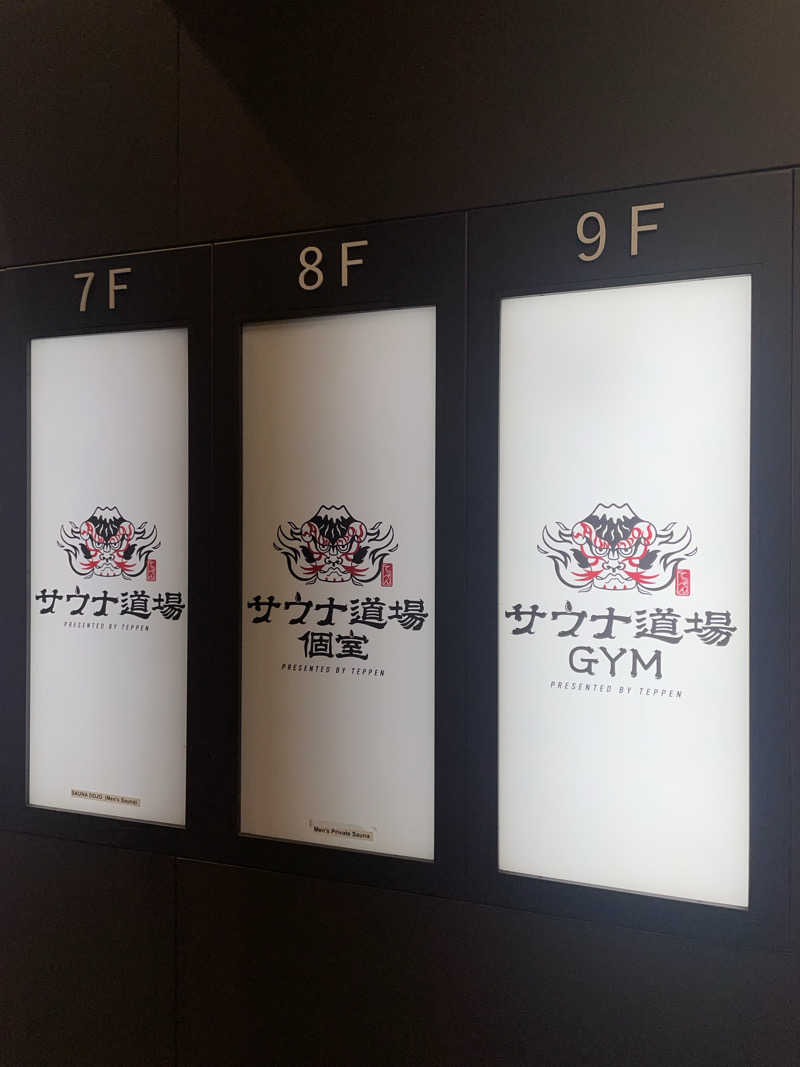 7F
サウナ道場
PRESENTED BY TEPPEN
SAUNA DOJO (Men's Sauna)
8F
サウナ道場
個室
PRESENTED BY TEPPEN
Men's Private Sauna
9F
サウナ道場
GYM
PRESENTED BY TEPPEN